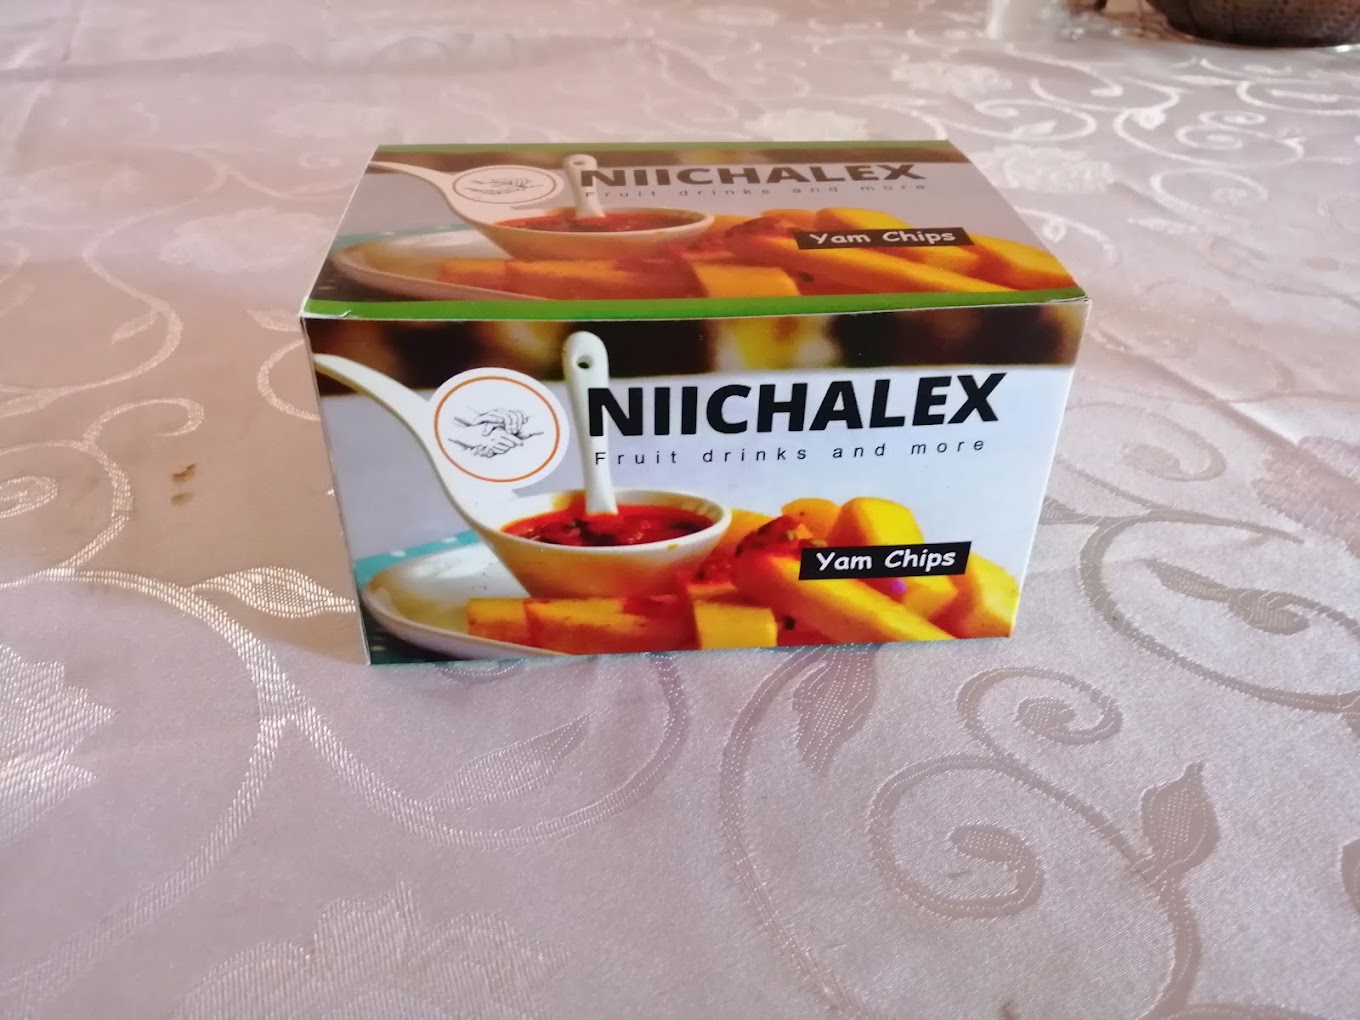 NIICHALEX
Fruit drinks and more
Yam Chips
NIICHALEX
Fruit drinks and more
Yam Chips